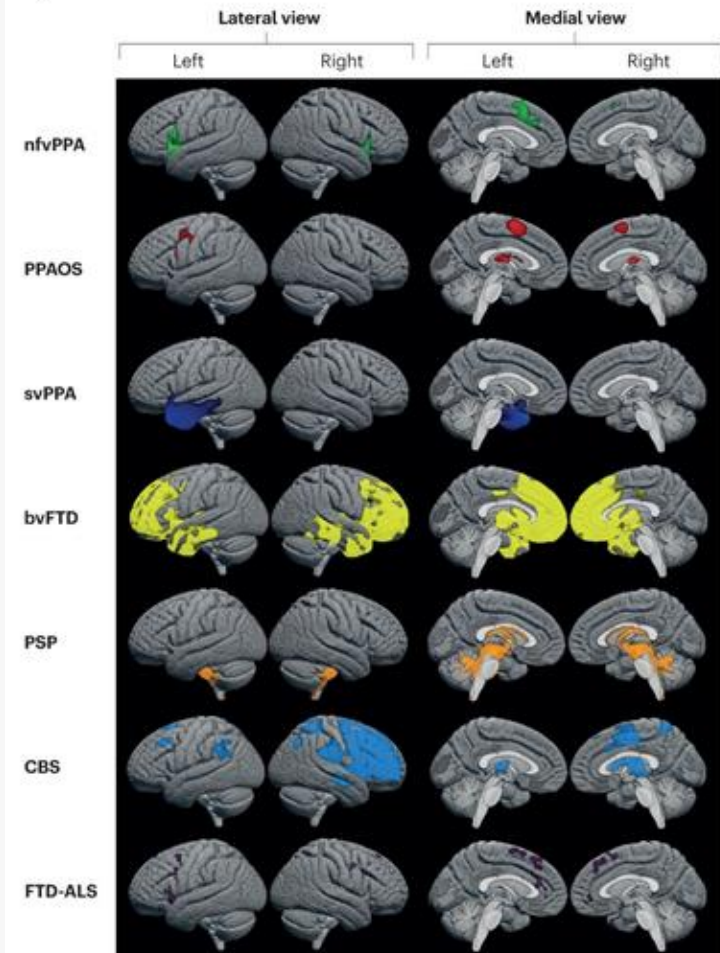 Lateral view Medial view
Left Right Left Right
nfvPPA
PPAOS
svPPA
bvFTD
PSP
CBS
FTD-ALS